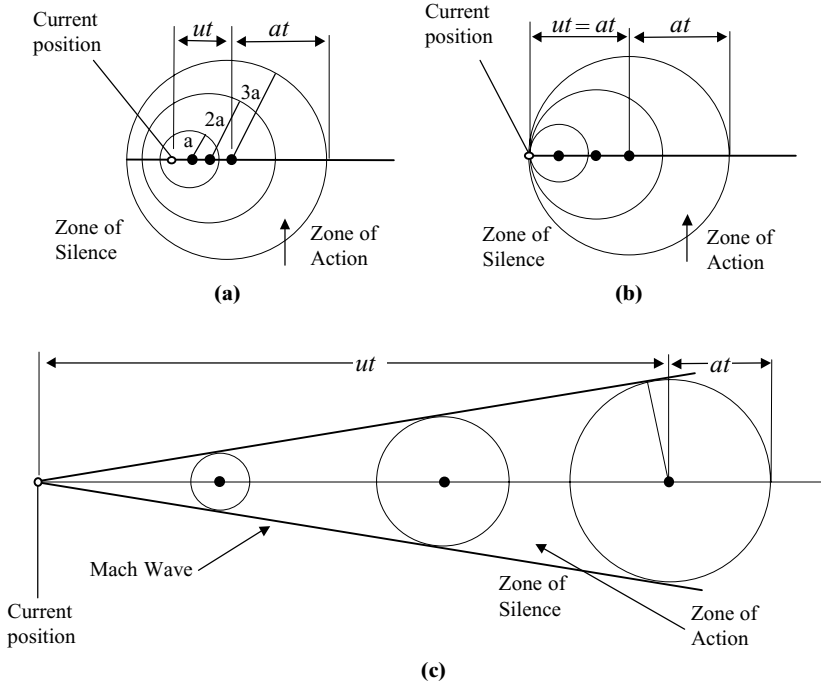 Current
position
ut
at
3a
2a
a
Zone of
Silence
Zone of
Action
(a)
Current
position
ut = at
at
Zone of
Silence
Zone of
Action
(b)
ut
at
Mach Wave
Current
position
Zone of
Silence
Zone of
Action
(c)